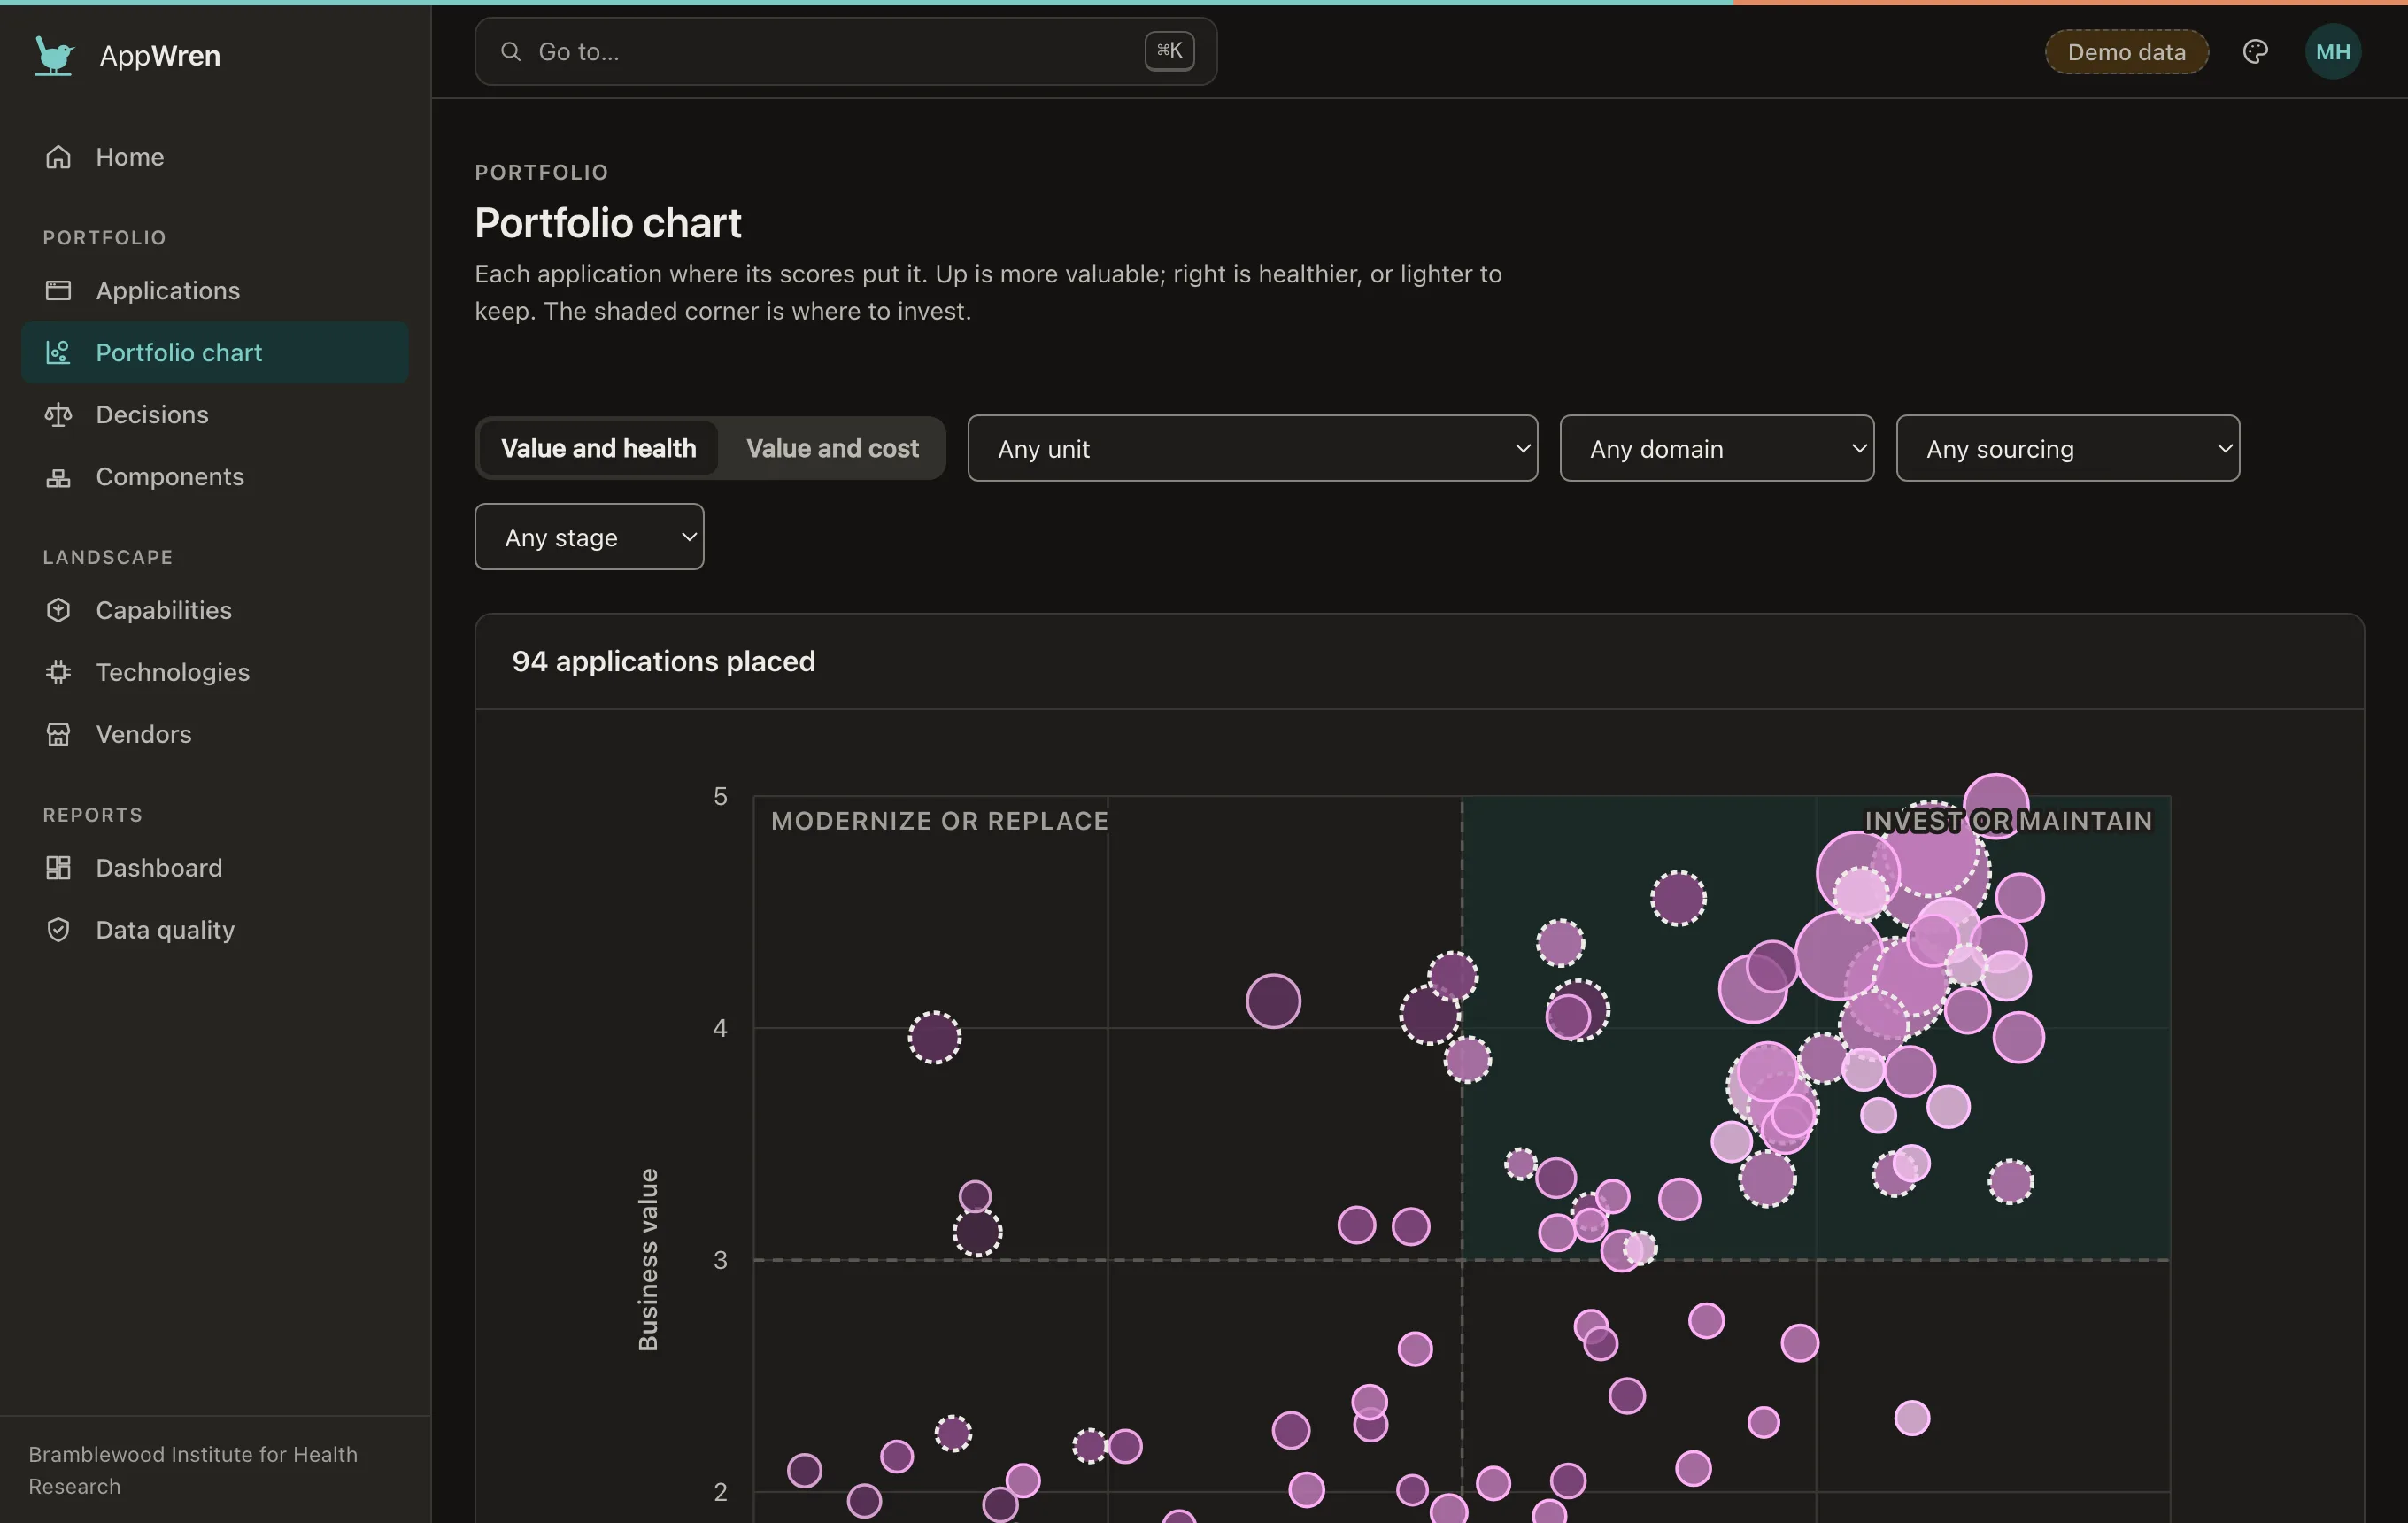 AppWren
Go to...
⌘K
Demo data
MH
Home
PORTFOLIO
Applications
Portfolio chart
Decisions
Components
LANDSCAPE
Capabilities
Technologies
Vendors
REPORTS
Dashboard
Data quality
Bramblewood Institute for Health
Research
PORTFOLIO
Portfolio chart
Each application where its scores put it. Up is more valuable; right is healthier, or lighter to
keep. The shaded corner is where to invest.
Value and health
Value and cost
Any unit
Any domain
Any sourcing
Any stage
94 applications placed
MODERNIZE OR REPLACE
INVEST OR MAINTAIN
Business value
5
4
3
2